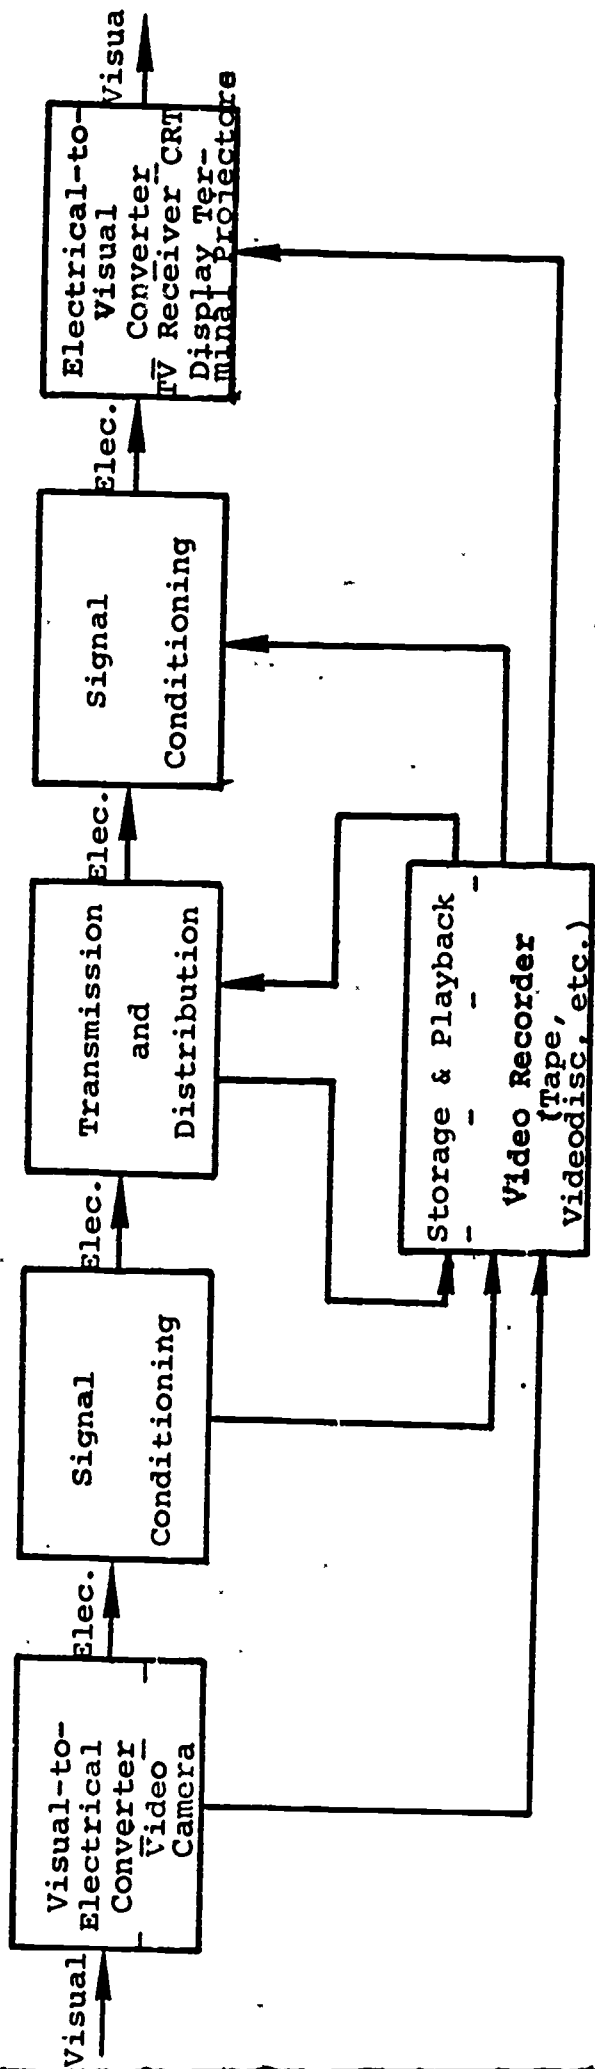 Visual
Visual-to-
Electrical
Converter
Video
Camera
Elec.
Signal
Conditioning
Elec.
Transmission
and
Distribution
Elec.
Signal
Conditioning
Elec.
Electrical-to-
Visual
Converter
TV Receiver CRT
Display Ter-
minal Projectore
Visua
Storage & Playback
Video Recorder
(Tape,
Videodisc, etc.)